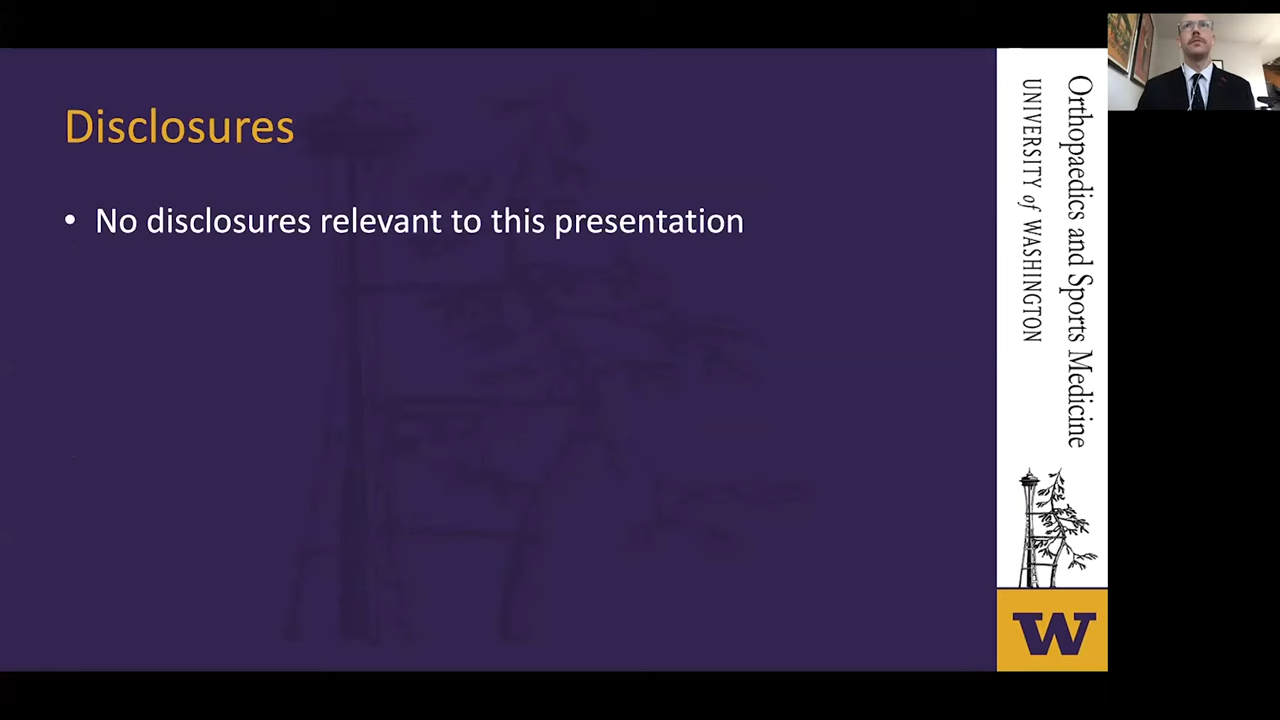 Disclosures
• No disclosures relevant to this presentation
Orthopaedics and Sports Medicine
UNIVERSITY of WASHINGTON
W